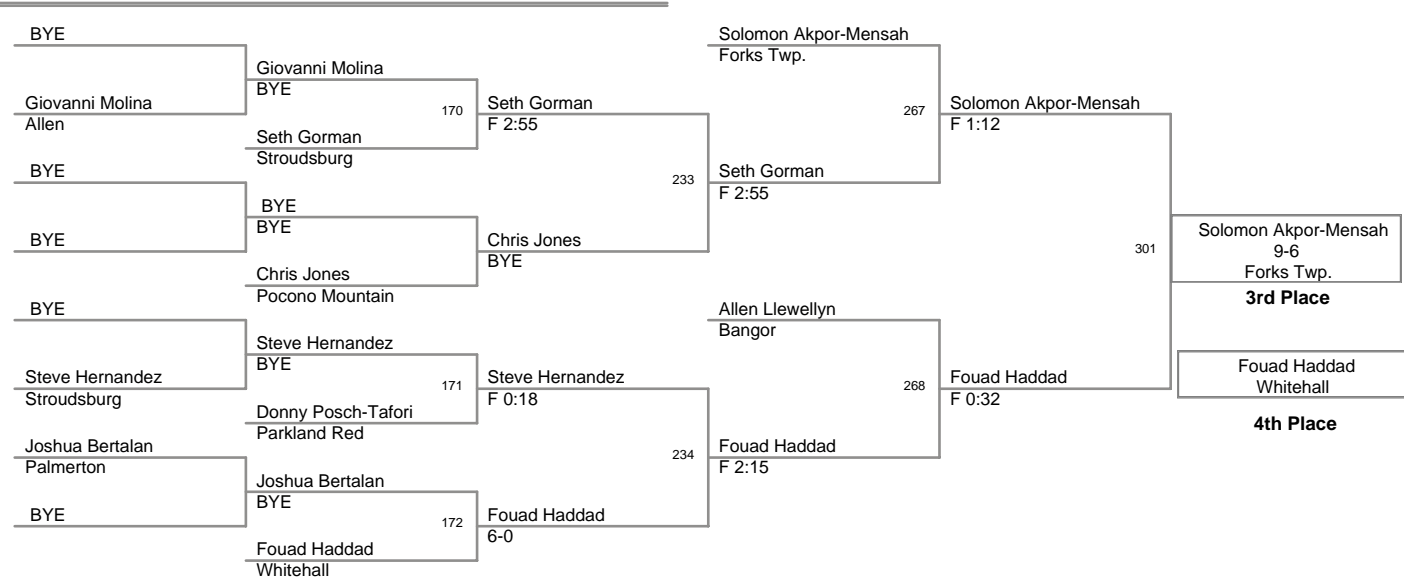 BYE
Giovanni Molina
Allen
BYE
BYE
BYE
Steve Hernandez
Stroudsburg
Joshua Bertalan
Palmerton
BYE
Giovanni Molina
BYE
170
Seth Gorman
Stroudsburg
BYE
BYE
Chris Jones
Pocono Mountain
Steve Hernandez
BYE
171
Donny Posch-Tafori
Parkland Red
Joshua Bertalan
BYE
172
Fouad Haddad
Whitehall
Seth Gorman
F 2:55
233
Chris Jones
BYE
Steve Hernandez
F 0:18
234
Fouad Haddad
6-0
Solomon Akpor-Mensah
Forks Twp.
267
Seth Gorman
F 2:55
Allen Llewellyn
Bangor
268
Fouad Haddad
F 2:15
Solomon Akpor-Mensah
F 1:12
301
Fouad Haddad
F 0:32
Solomon Akpor-Mensah
9-6
Forks Twp.
3rd Place
Fouad Haddad
Whitehall
4th Place